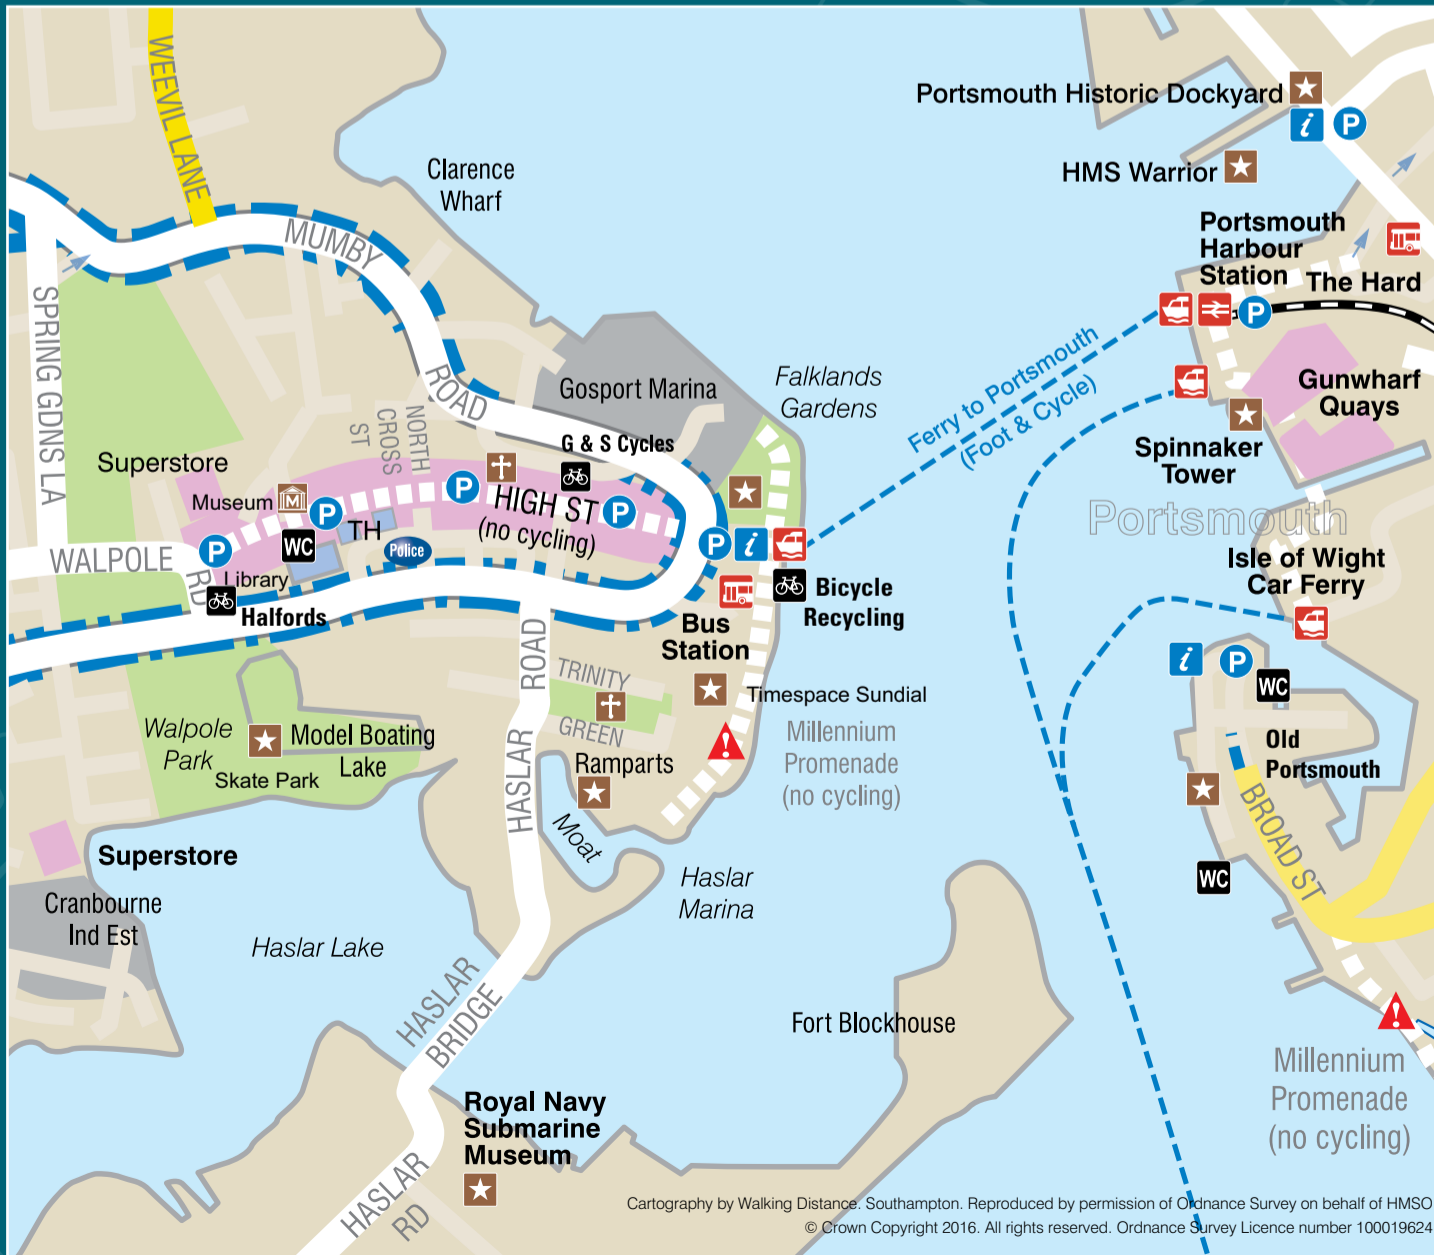 WEEVIL LANE
Portsmouth Historic Dockyard
i
P
Clarence
Wharf
HMS Warrior
MUMBY
ROAD
Portsmouth
Harbour
Station
The Hard
P
SPRING GDNS LA
Gosport Marina
Falklands
Gardens
Ferry to Portsmouth
(Foot & Cycle)
Gunwharf
Quays
Spinnaker
Tower
NORTH
CROSS
ST
G & S Cycles
Superstore
Museum
M
P
P
HIGH ST
(no cycling)
P
Portsmouth
WC
TH
Police
P
WALPOLE
RD
Library
Halfords
P
i
Isle of Wight
Car Ferry
Bicycle
Recycling
Bus
Station
HASLAR ROAD
TRINITY
GREEN
Timespace Sundial
i
P
WC
Walpole
Park
Model Boating
Lake
Skate Park
Ramparts
!
Millennium
Promenade
(no cycling)
Old
Portsmouth
BROAD ST
Moat
Superstore
Cranbourne
Ind Est
Haslar
Marina
WC
Haslar Lake
HASLAR
BRIDGE
Fort Blockhouse
!
Millennium
Promenade
(no cycling)
Royal Navy
Submarine
Museum
HASLAR
RD
Cartography by Walking Distance. Southampton. Reproduced by permission of Ordnance Survey on behalf of HMSO
© Crown Copyright 2016. All rights reserved. Ordnance Survey Licence number 100019624